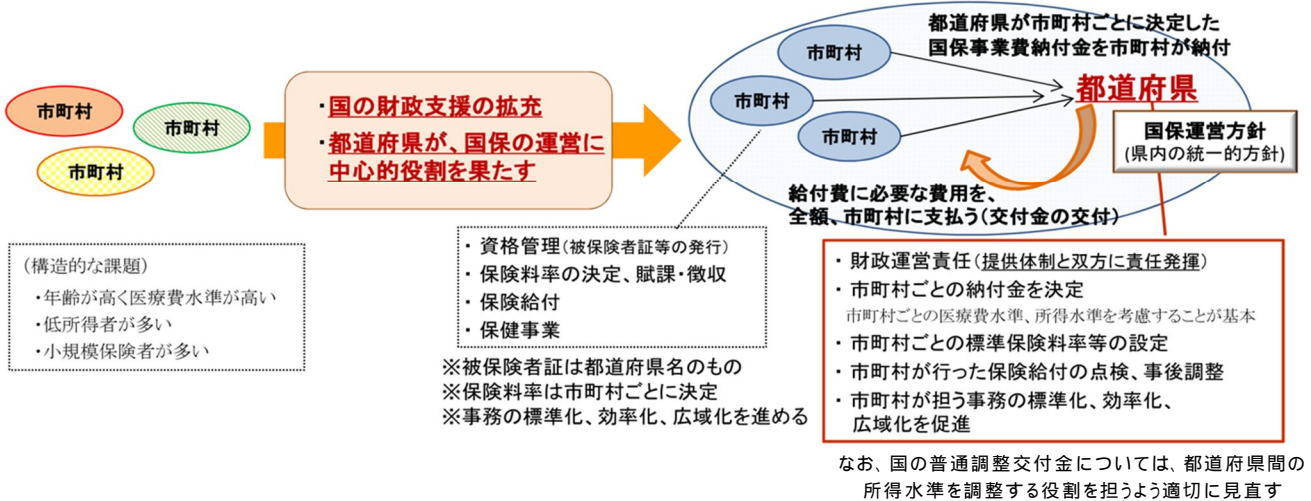 市町村
市町村
市町村
・国の財政支援の拡充
・都道府県が、国保の運営に
中心的役割を果たす
都道府県が市町村ごとに決定した
国保事業費納付金を市町村が納付
市町村
市町村
市町村
都道府県
国保運営方針
(県内の統一的方針)
給付費に必要な費用を、
全額、市町村に支払う(交付金の交付)
(構造的な課題)
・年齢が高く医療費水準が高い
・低所得者が多い
・小規模保険者が多い
・資格管理(被保険者証等の発行)
・保険料率の決定、賦課・徴収
・保険給付
・保健事業
※被保険者証は都道府県名のもの
※保険料率は市町村ごとに決定
※事務の標準化、効率化、広域化を進める
・財政運営責任(提供体制と双方に責任発揮)
・市町村ごとの納付金を決定
市町村ごとの医療費水準、所得水準を考慮することが基本
・市町村ごとの標準保険料率等の設定
・市町村が行った保険給付の点検、事後調整
・市町村が担う事務の標準化、効率化、
広域化を促進
なお、国の普通調整交付金については、都道府県間の
所得水準を調整する役割を担うよう適切に見直す